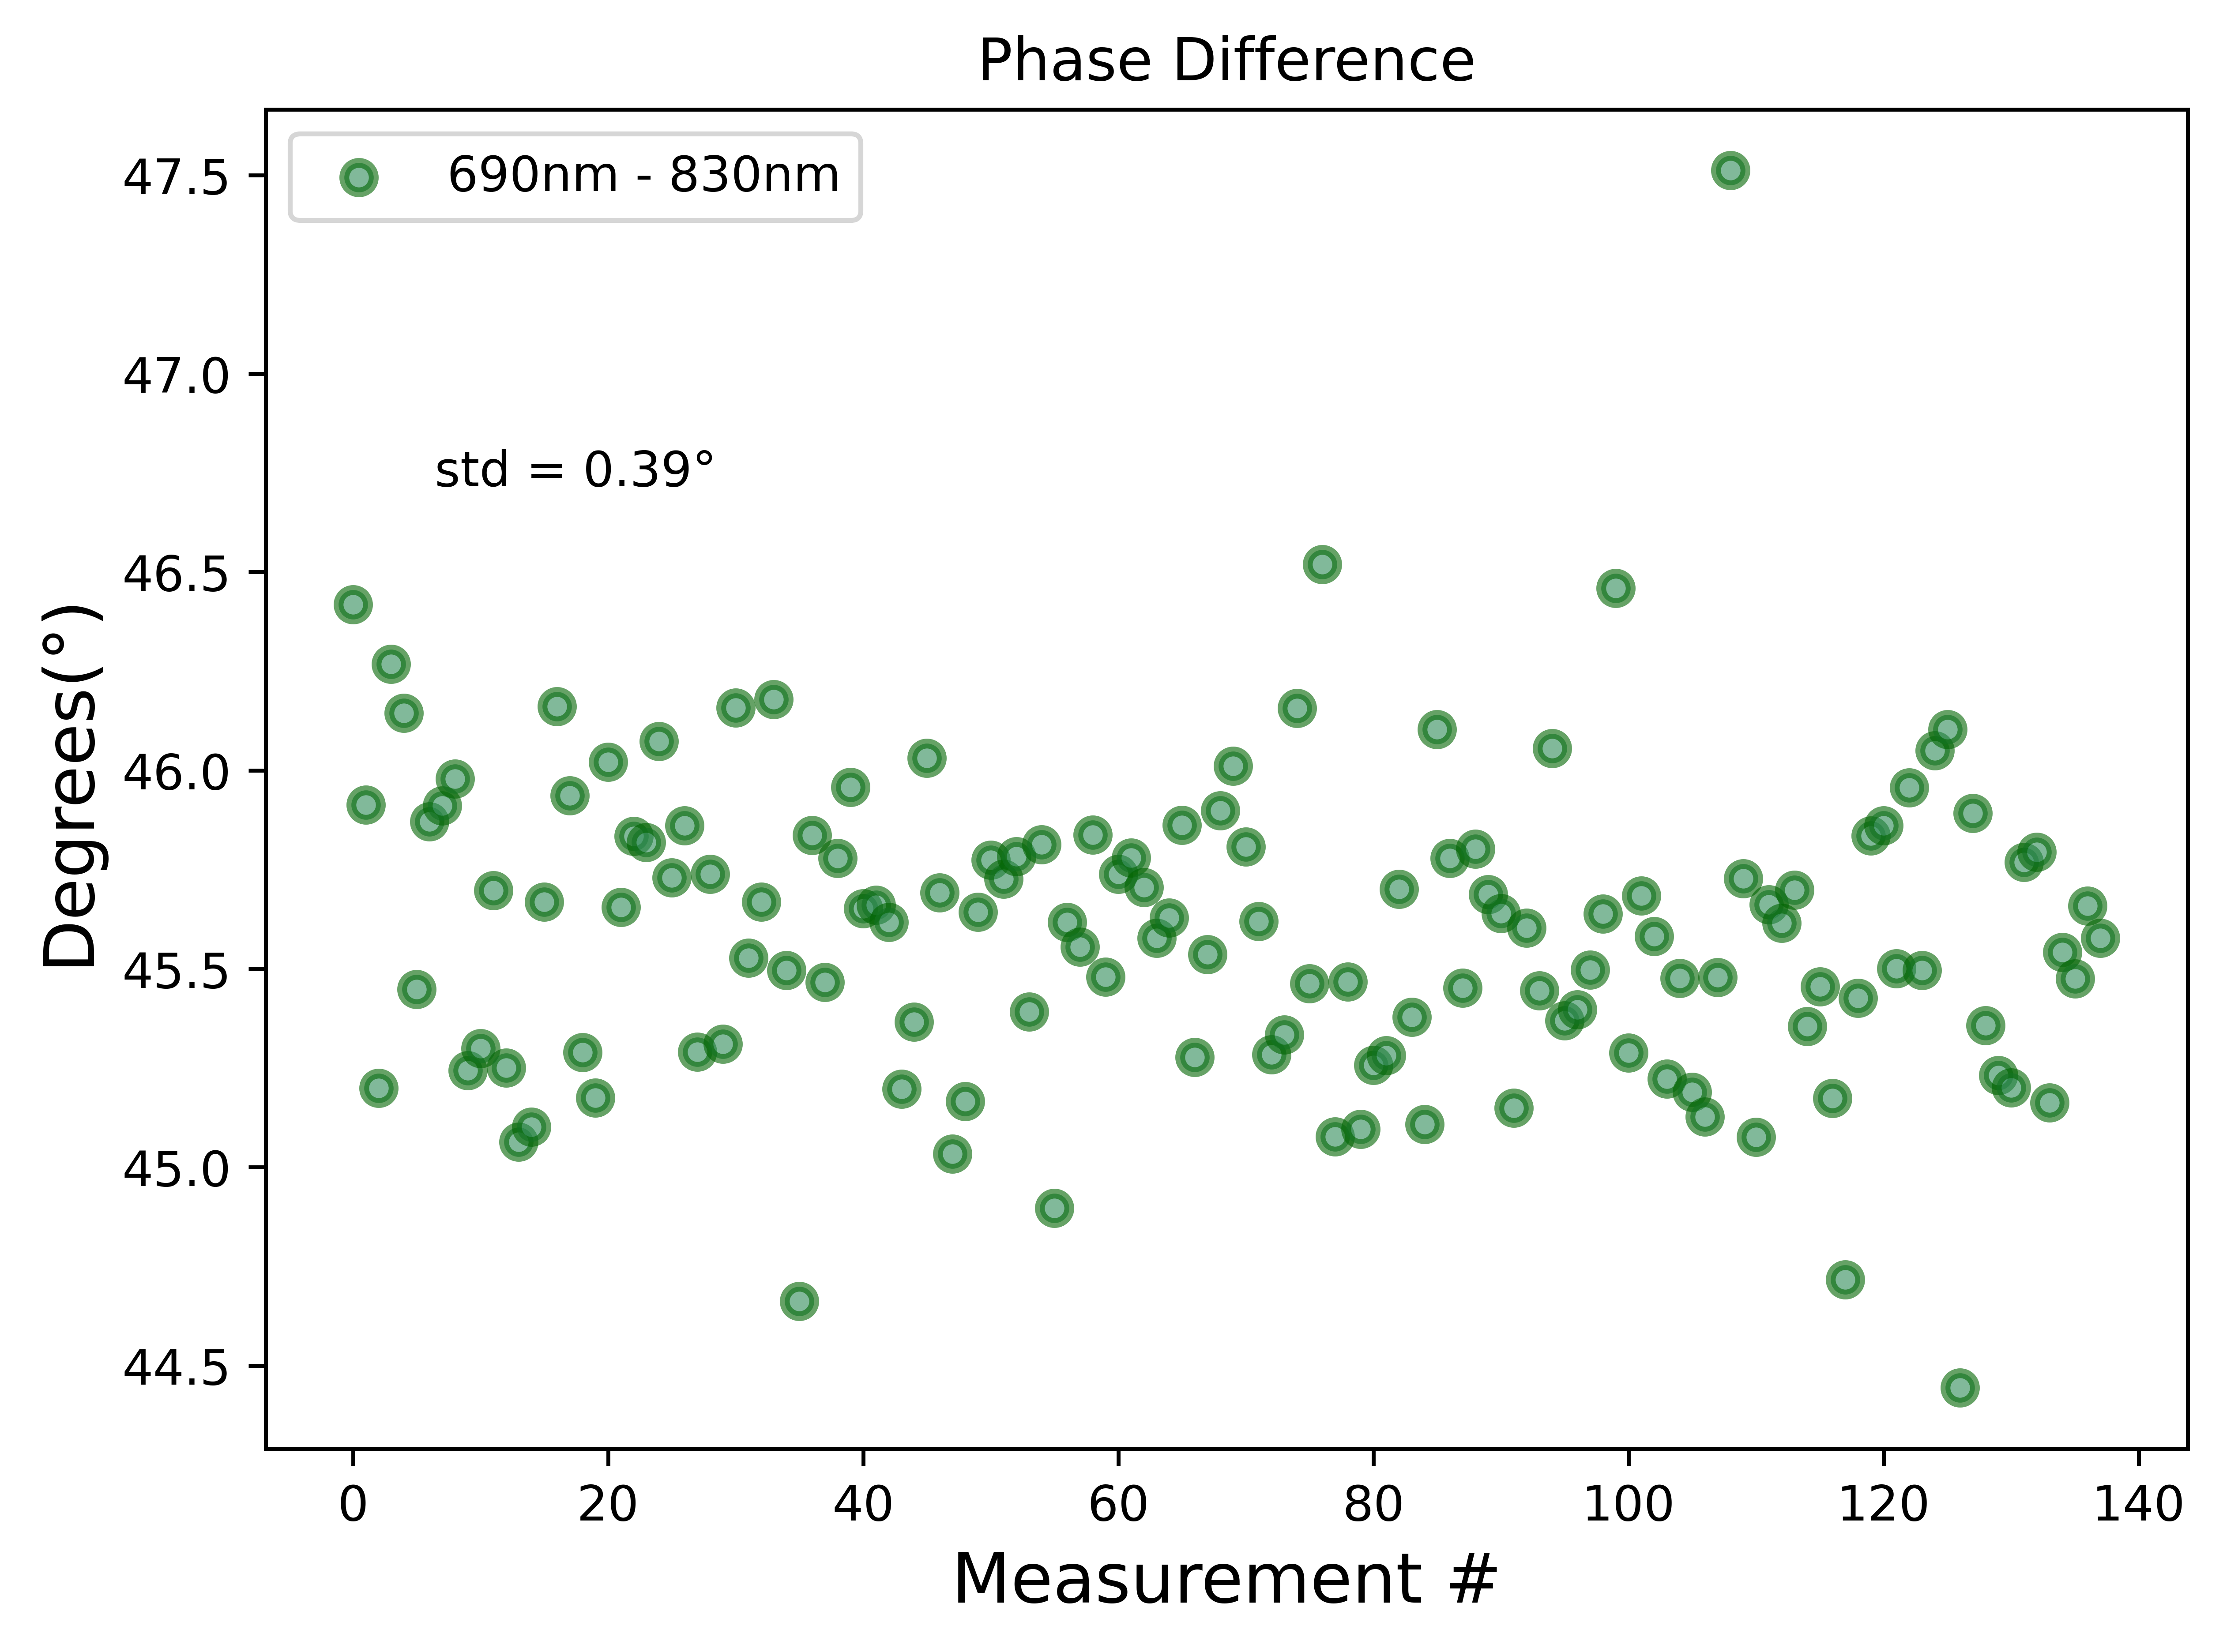 Phase Difference
690nm - 830nm
std = 0.39°
Degrees(°)
47.5
47.0
46.5
46.0
45.5
45.0
44.5
0 20 40 60 80 100 120 140
Measurement #